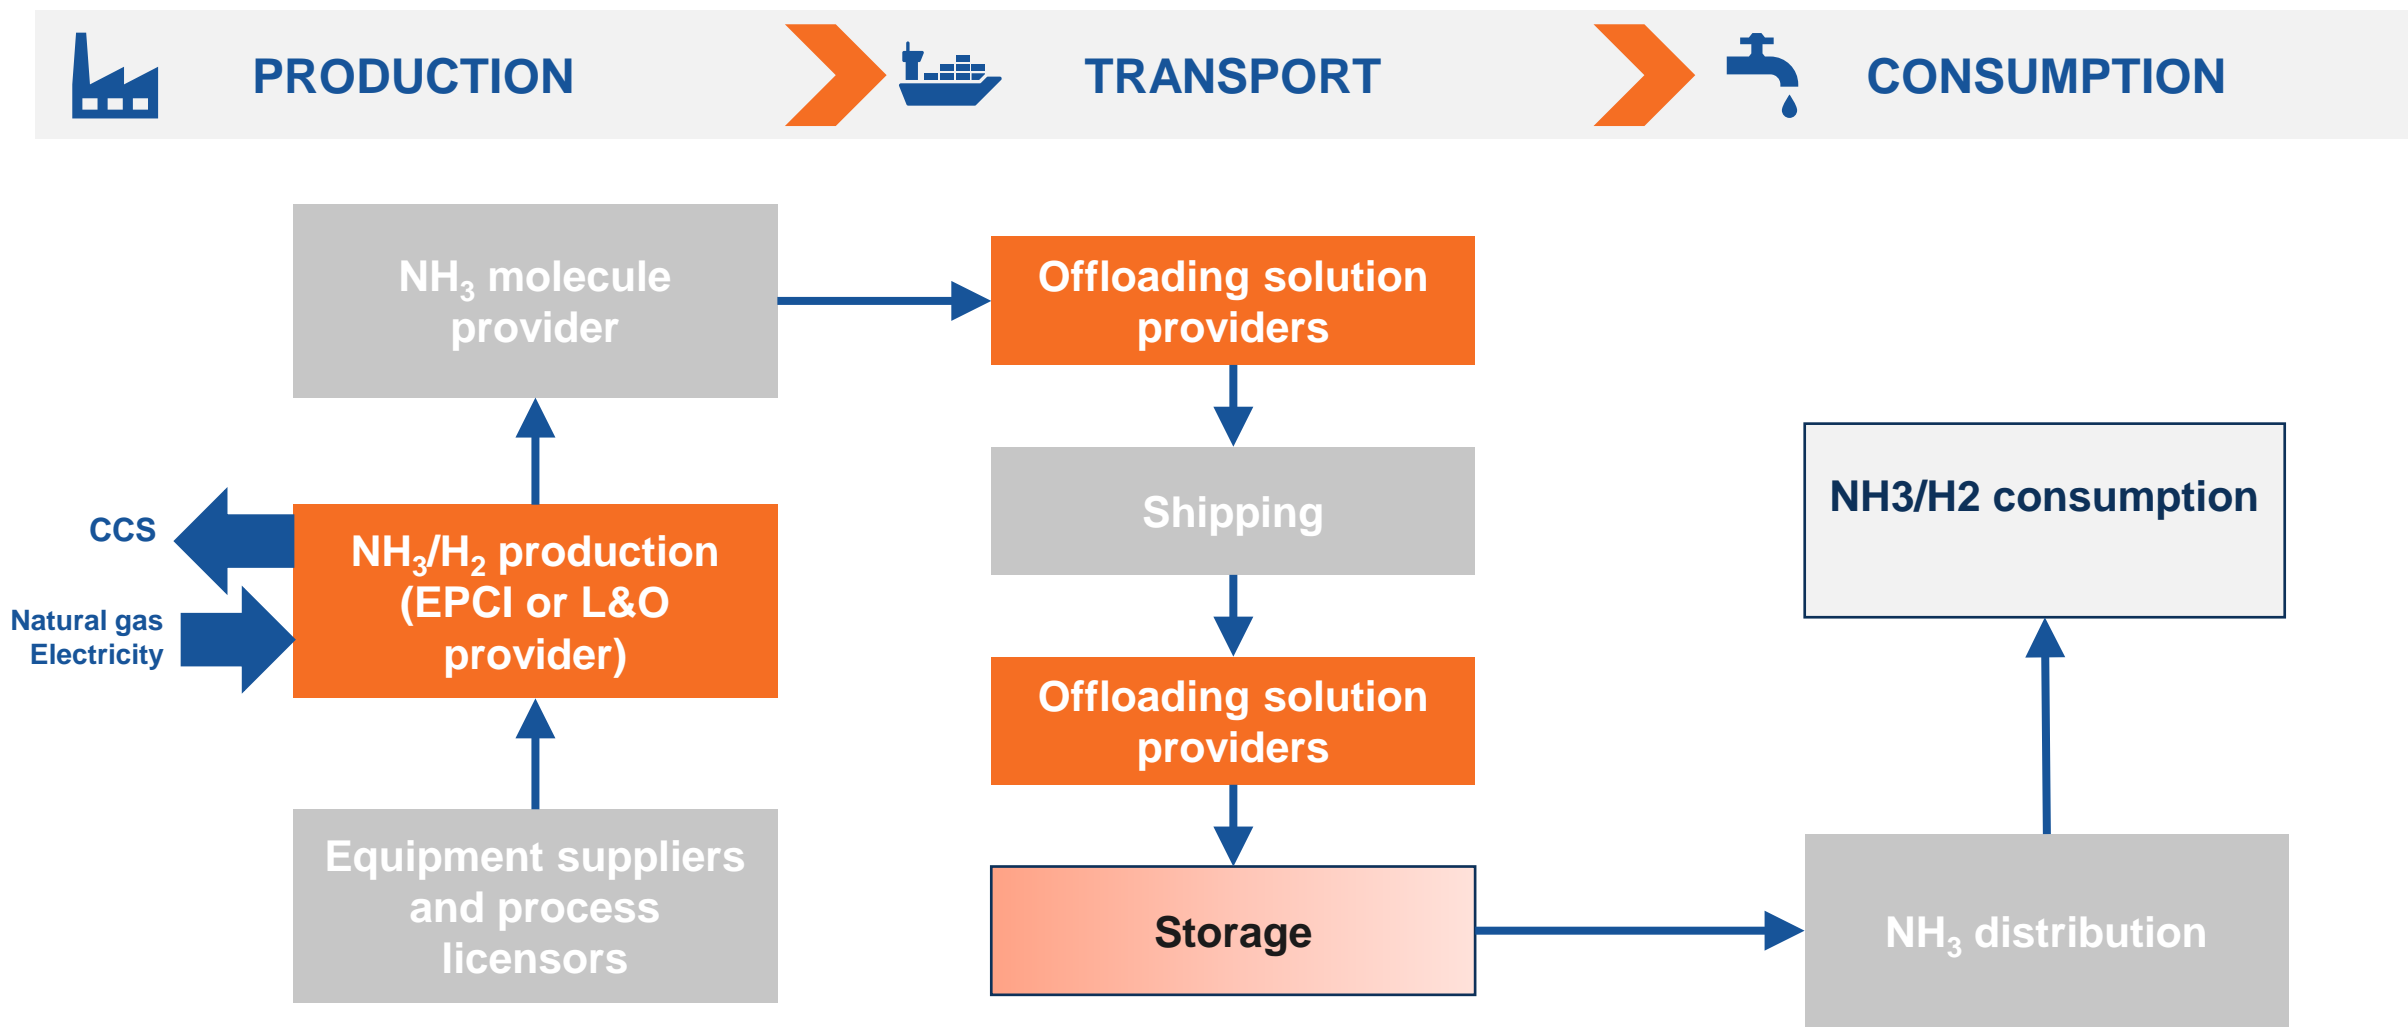 PRODUCTION
TRANSPORT
CONSUMPTION
NH₃ molecule
provider
CCS
Natural gas
Electricity
NH₃/H₂ production
(EPCI or L&O
provider)
Equipment suppliers
and process
licensors
Offloading solution
providers
Shipping
Offloading solution
providers
Storage
NH3/H2 consumption
NH₃ distribution